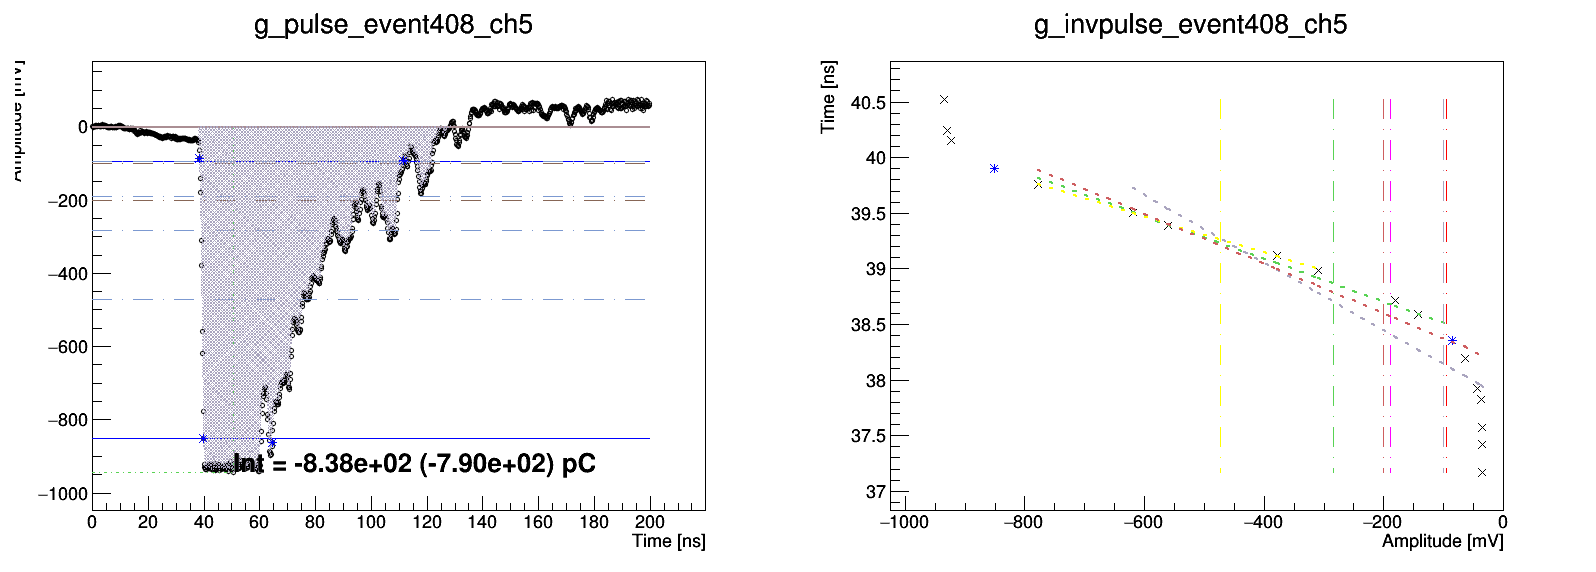 g_pulse_event408_ch5
Amplitude [mV]
0
−200
−400
−600
−800
−1000
Int = -8.38e+02 (-7.90e+02) pC
0 20 40 60 80 100 120 140 160 180 200
Time [ns]
g_invpulse_event408_ch5
Time [ns]
40.5
40
39.5
39
38.5
38
37.5
37
−1000 −800 −600 −400 −200 0
Amplitude [mV]